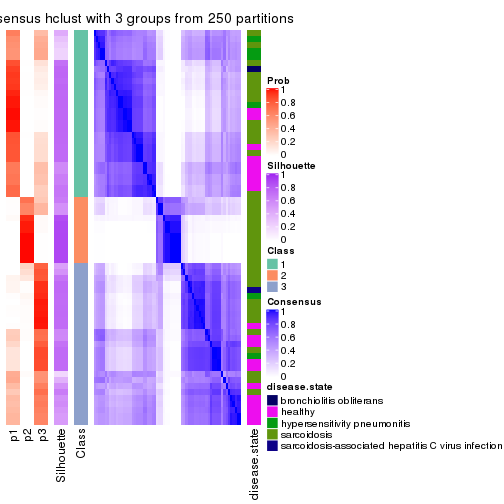 sensus hclust with 3 groups from 250 partitions
Prob
1
0.8
0.6
0.4
0.2
0
Silhouette
1
0.8
0.6
0.4
0.2
0
Class
1
2
3
Consensus
1
0.8
0.6
0.4
0.2
0
disease.state
bronchiolitis obliterans
healthy
hypersensitivity pneumonitis
sarcoidosis
sarcoidosis-associated hepatitis C virus infection
p1
p2
p3
Silhouette
Class
disease.state